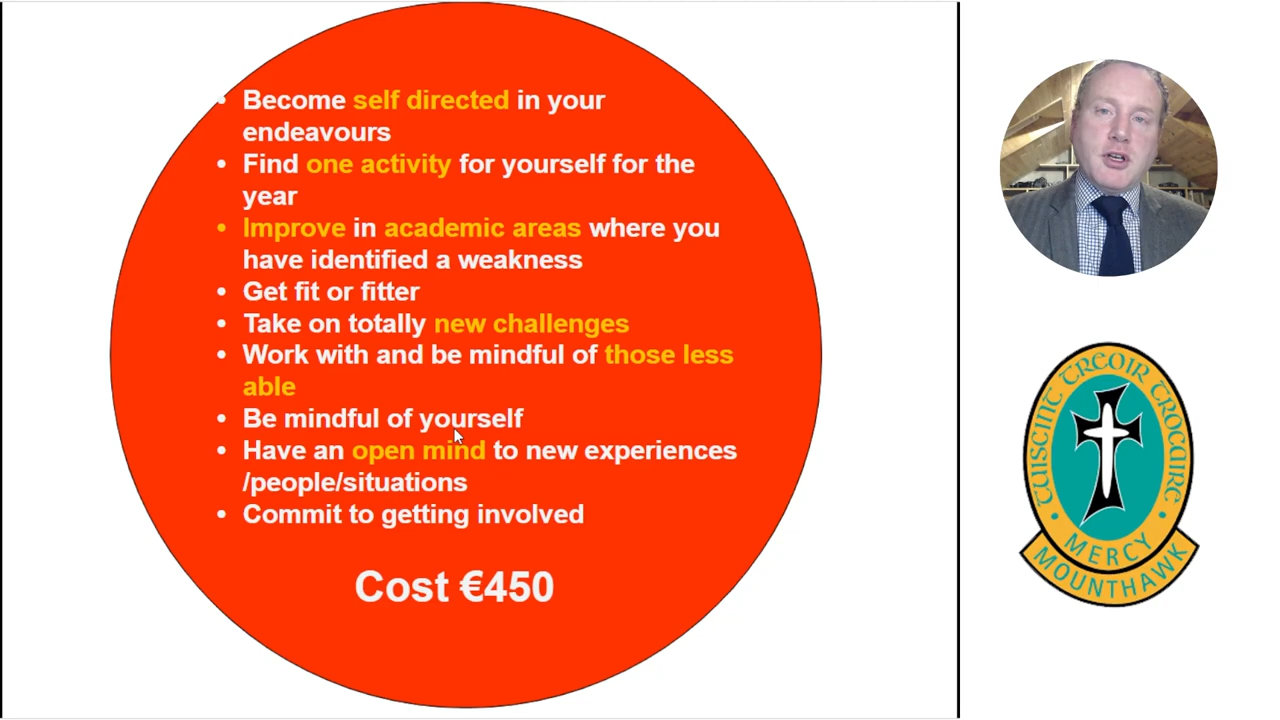 • Become self directed in your
endeavours
• Find one activity for yourself for the
year
• Improve in academic areas where you
have identified a weakness
• Get fit or fitter
• Take on totally new challenges
• Work with and be mindful of those less
able
• Be mindful of yourself
• Have an open mind to new experiences
/people/situations
• Commit to getting involved
Cost €450
TUISCINT TREOIR TROCAIRE
MERCY
MOUNTHAWK